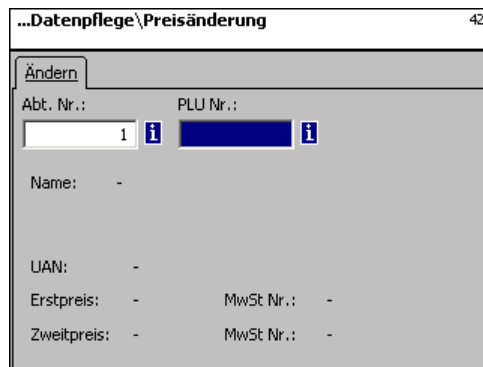 ...Datenpflege\Preisänderung 42
Ändern
Abt. Nr.: PLU Nr.:
1 i i
Name: -
UAN: -
Erstpreis: - MwSt Nr.: -
Zweitpreis: - MwSt Nr.: -